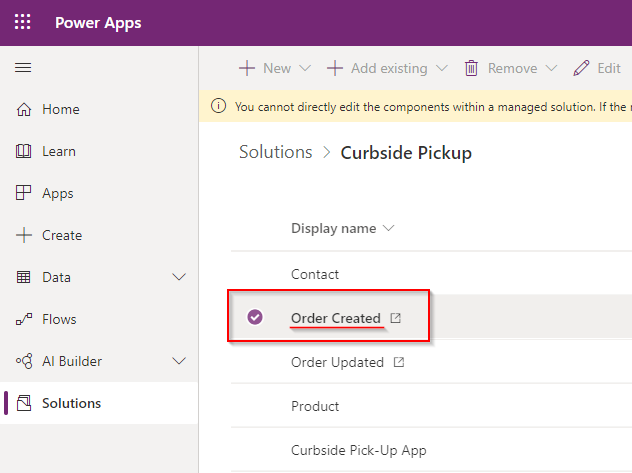 Power Apps
New
Add existing
Remove
Edit
You cannot directly edit the components within a managed solution. If the
Home
Learn
Apps
Create
Data
Flows
AI Builder
Solutions
Solutions > Curbside Pickup
Display name
Contact
Order Created
Order Updated
Product
Curbside Pick-Up App